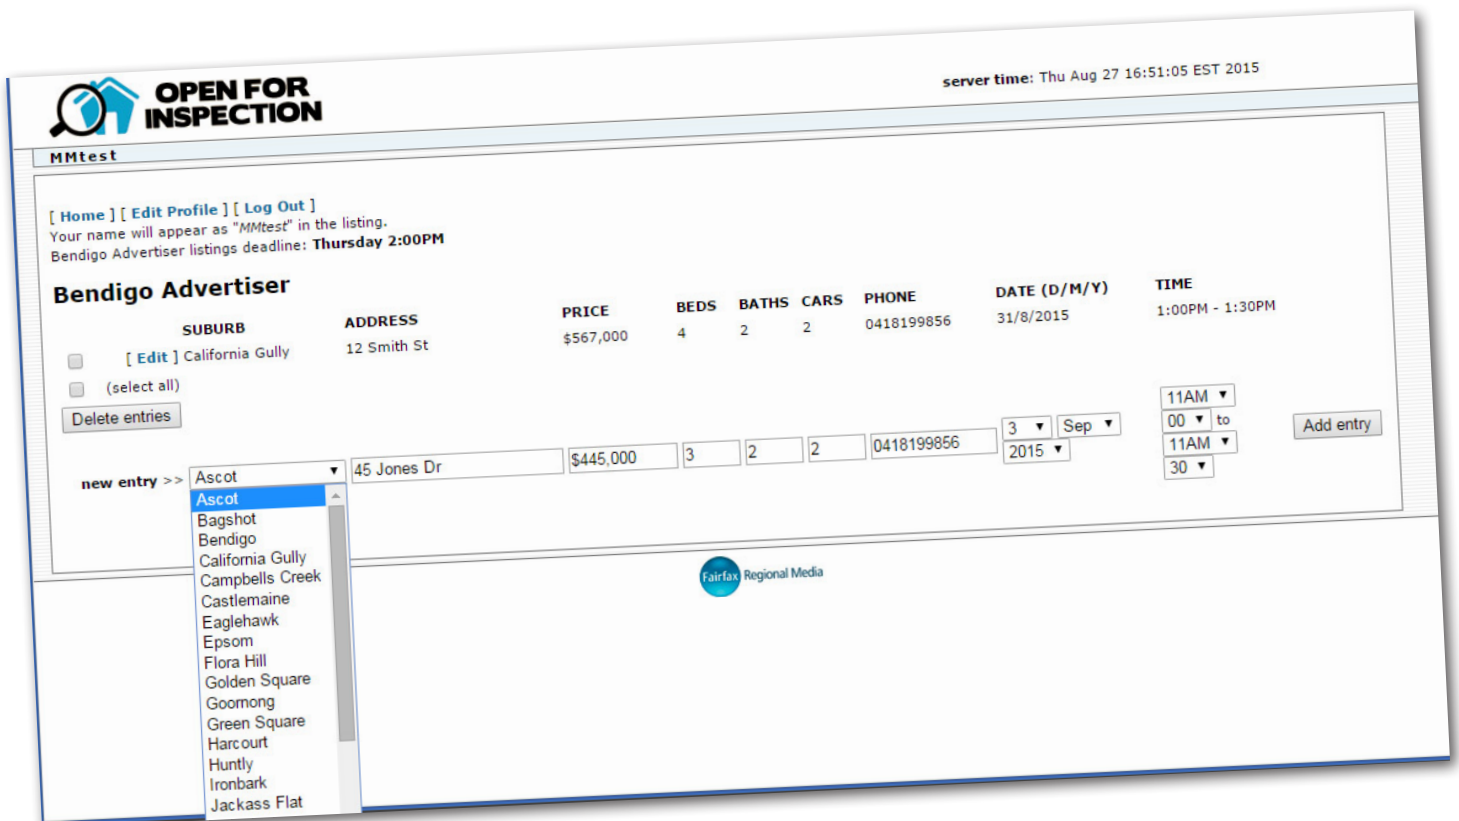 OPEN FOR
INSPECTION
server time: Thu Aug 27 16:51:05 EST 2015
MMtest
[ Home ] [ Edit Profile ] [ Log Out ]
Your name will appear as "MMtest" in the listing.
Bendigo Advertiser listings deadline: Thursday 2:00PM
Bendigo Advertiser
SUBURB ADDRESS PRICE BEDS BATHS CARS PHONE DATE (D/M/Y) TIME
[ Edit ] California Gully 12 Smith St $567,000 4 2 2 0418199856 31/8/2015 1:00PM - 1:30PM
(select all)
Delete entries
new entry >> Ascot 45 Jones Dr $445,000 3 2 2 0418199856 3 Sep 2015 11AM 00 to 11AM 30 Add entry
Ascot
Bagshot
Bendigo
California Gully
Campbells Creek
Castlemaine
Eaglehawk
Epsom
Flora Hill
Golden Square
Goornong
Green Square
Harcourt
Huntly
Ironbark
Jackass Flat
Fairfax Regional Media